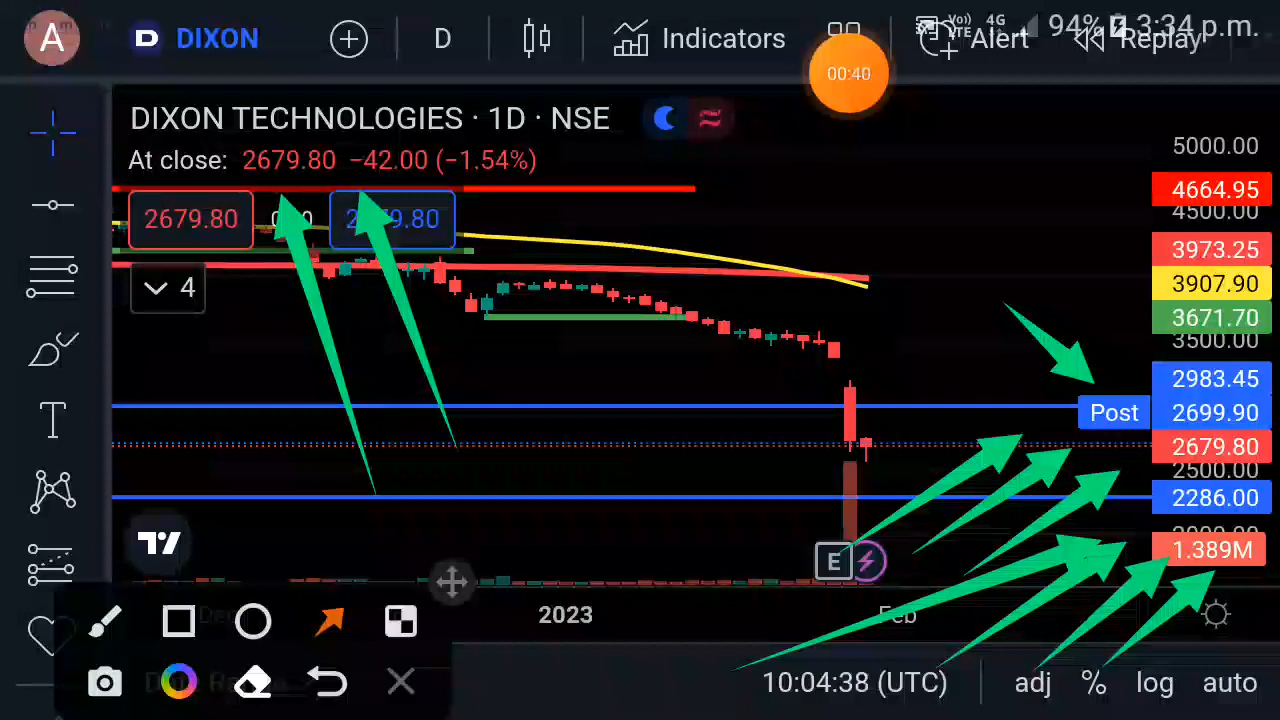 A
DIXON
D
Indicators
Alert
Replay
4G
94%
3:34 p.m.
00:40
DIXON TECHNOLOGIES · 1D · NSE
At close: 2679.80 −42.00 (−1.54%)
2679.80
4
5000.00
4664.95
4500.00
3973.25
3907.90
3671.70
3500.00
2983.45
Post 2699.90
2679.80
2500.00
2286.00
1.389M
E
2023
Feb
10:04:38 (UTC)
adj
%
log
auto